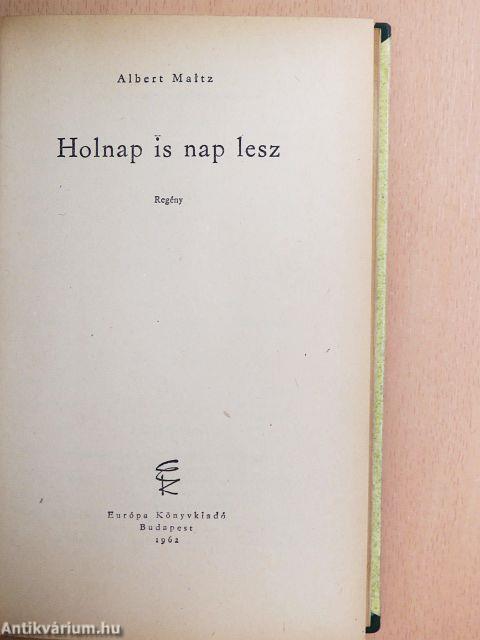 Albert Maltz
Holnap is nap lesz
Regény
Európa Könyvkiadó
Budapest
1962
Antikvárium.hu